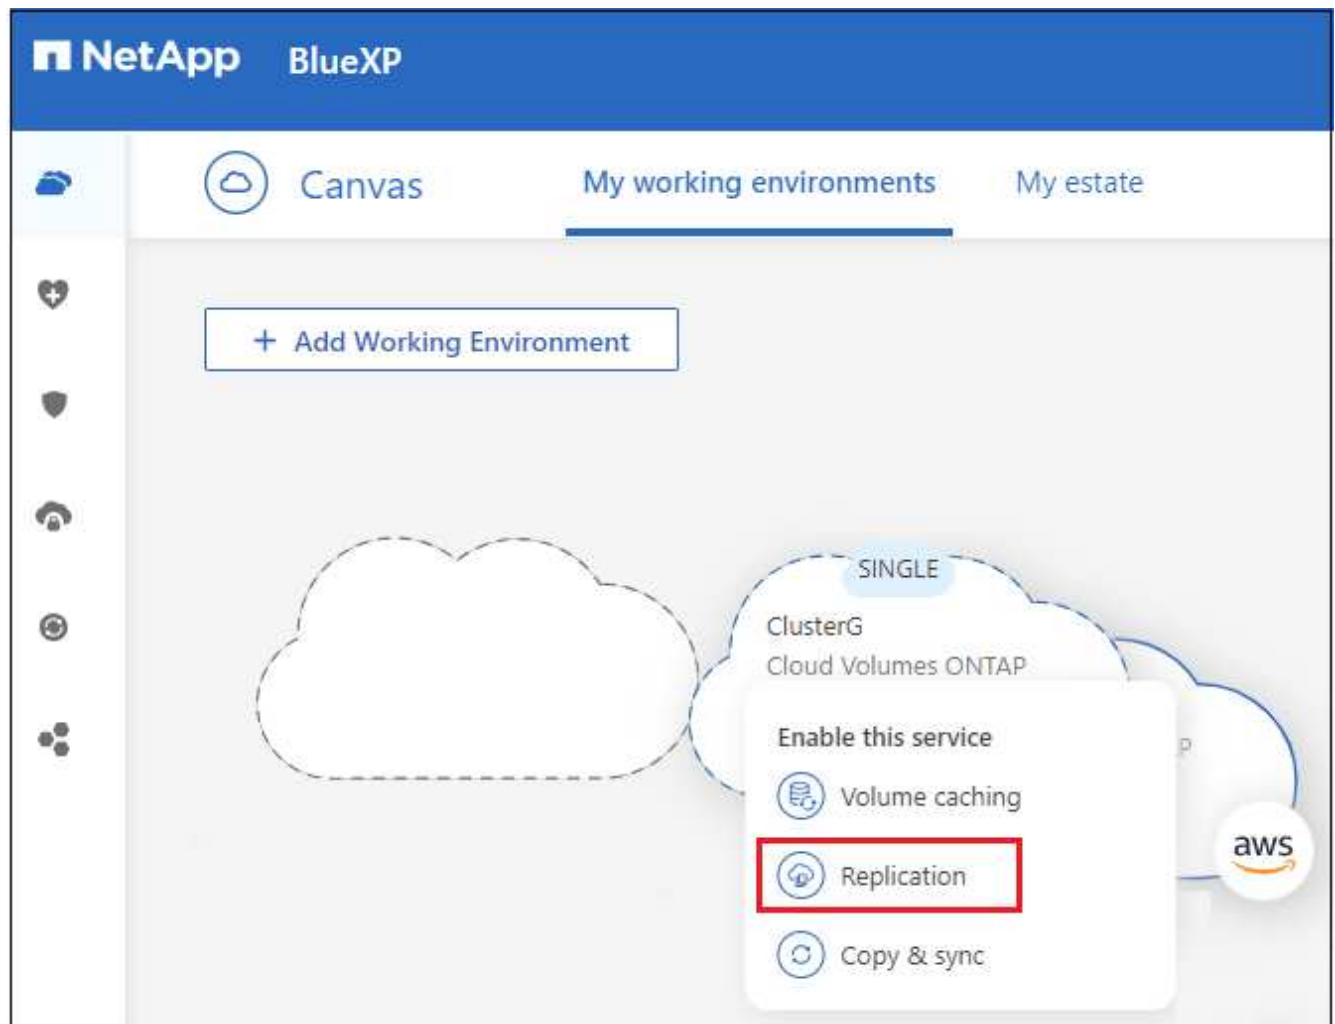 NetApp BlueXP
Canvas My working environments My estate
+ Add Working Environment
SINGLE
ClusterG
Cloud Volumes ONTAP
Enable this service
P
Volume caching
Replication
aws
Copy & sync